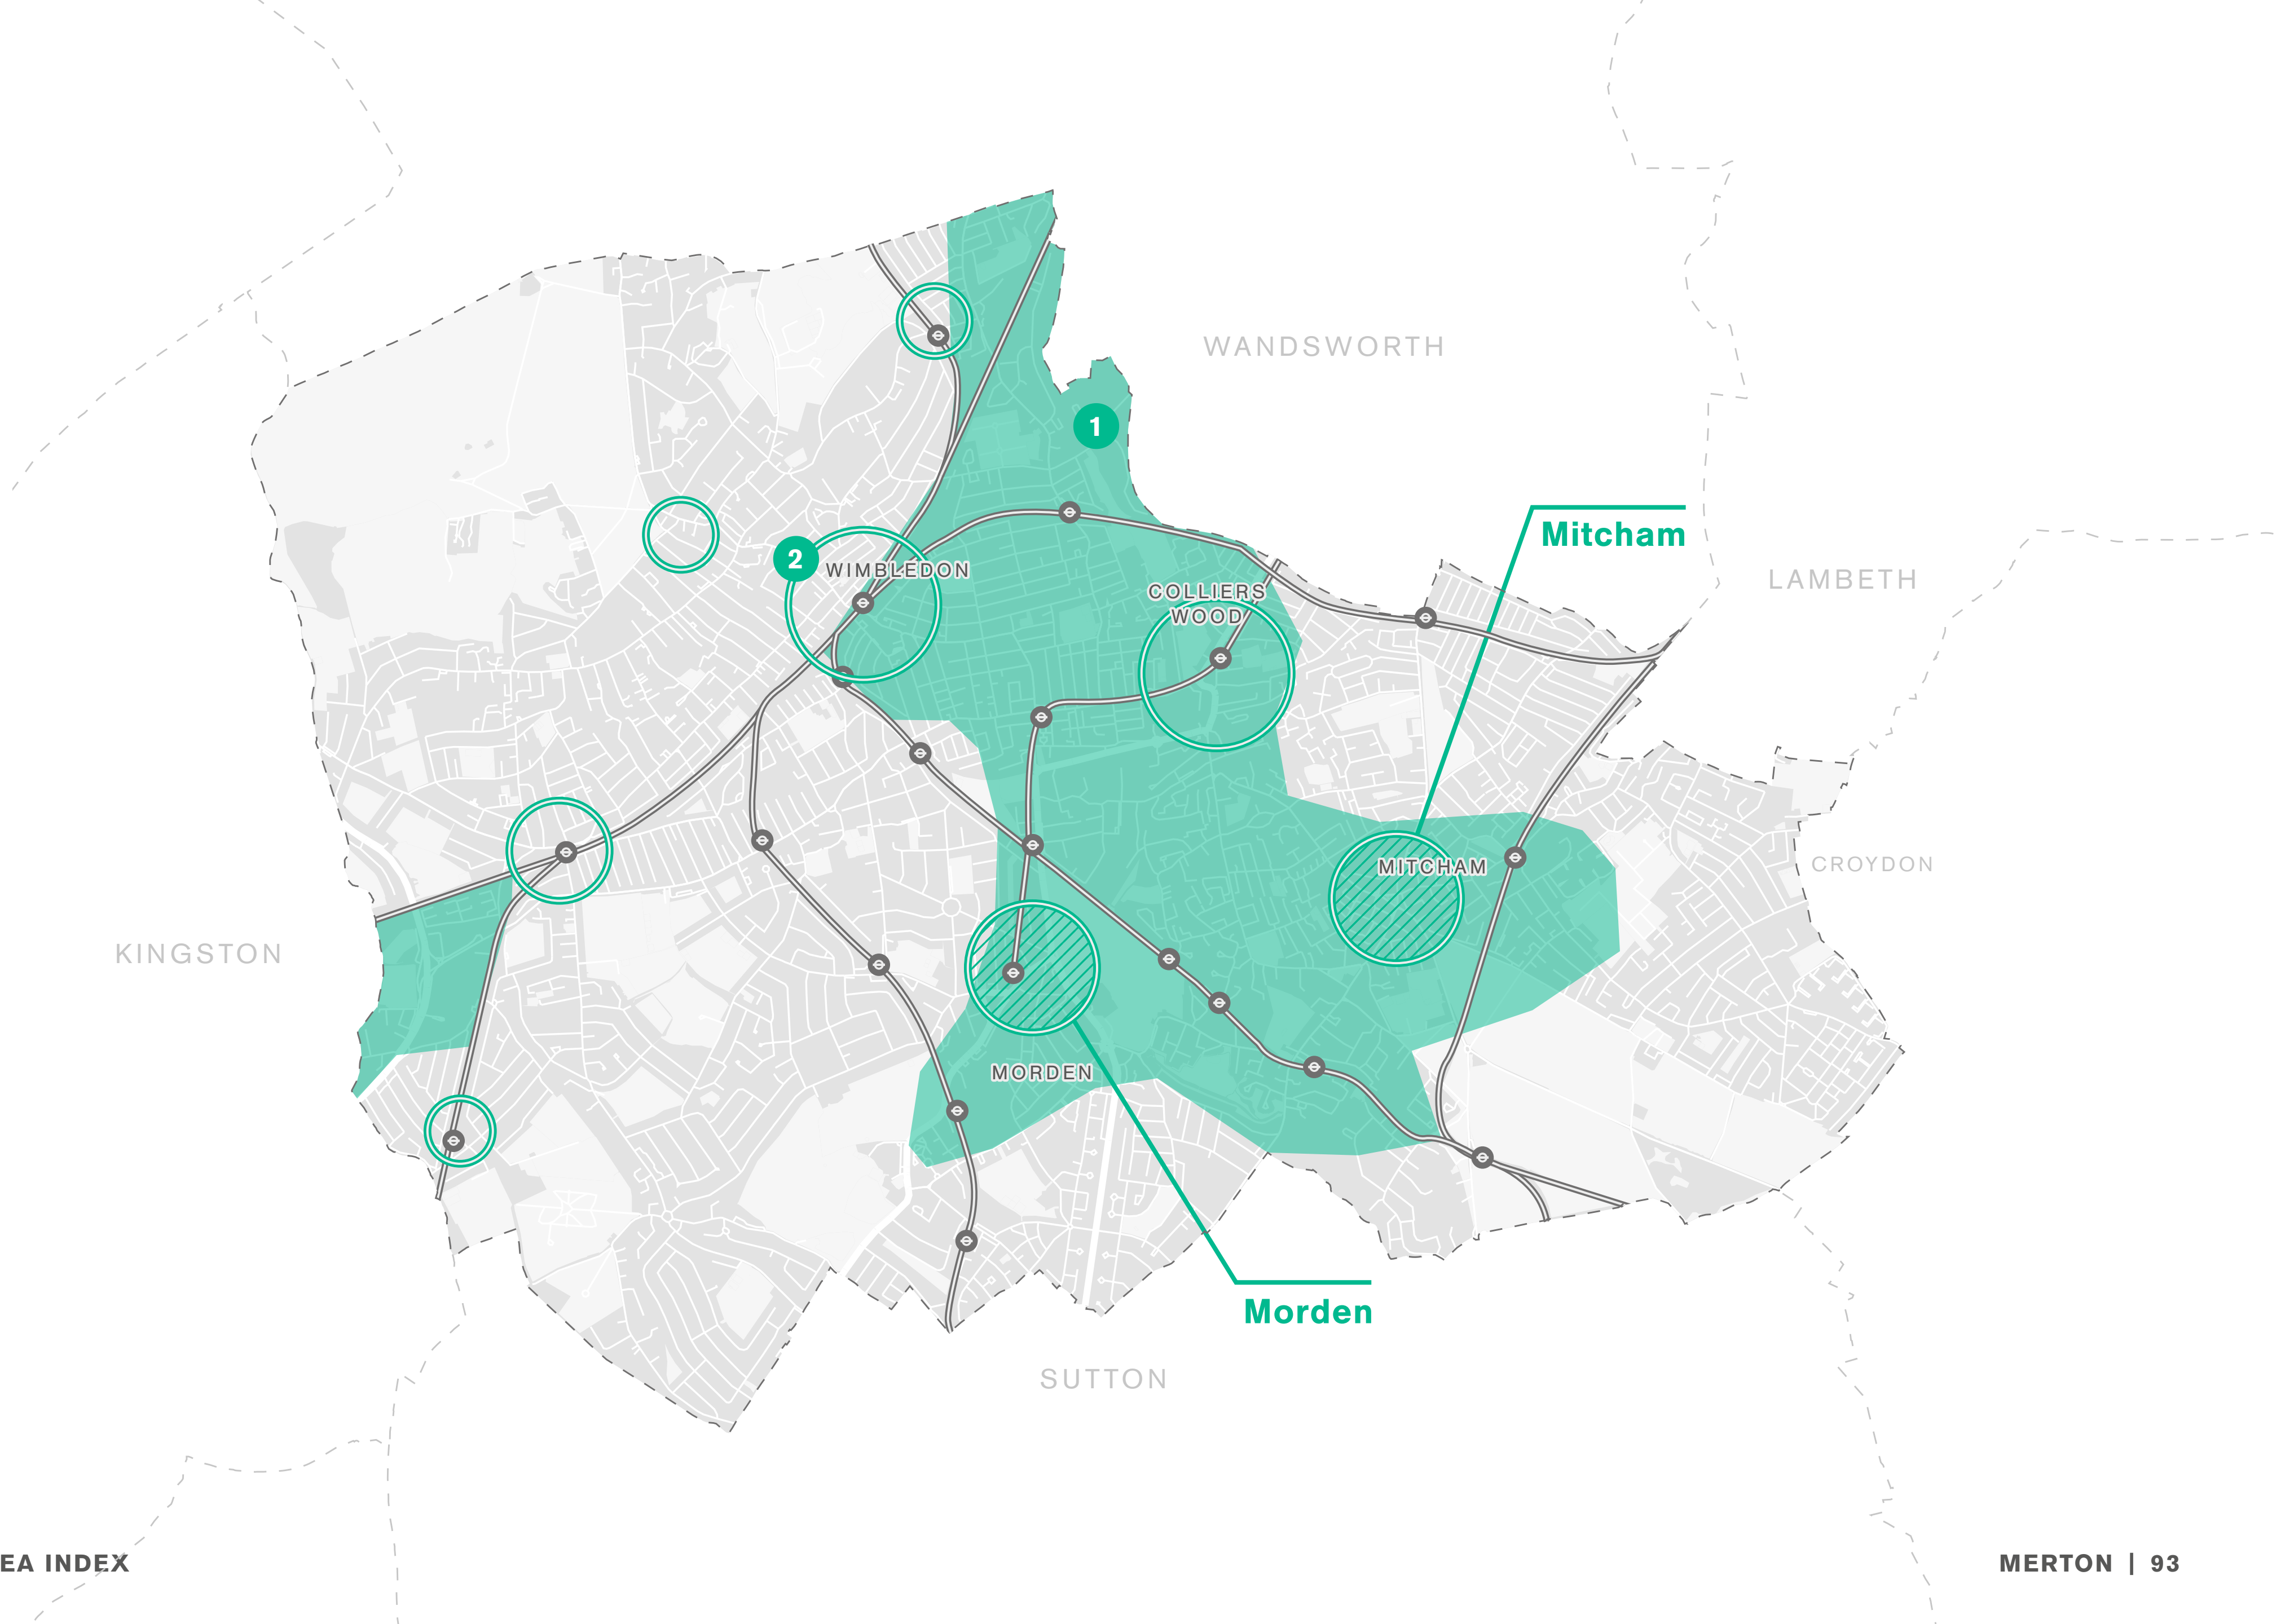 WANDSWORTH
1
Mitcham
2
WIMBLEDON
LAMBETH
COLLIERS
WOOD
MITCHAM
CROYDON
KINGSTON
MORDEN
Morden
SUTTON
EA INDEX
MERTON | 93